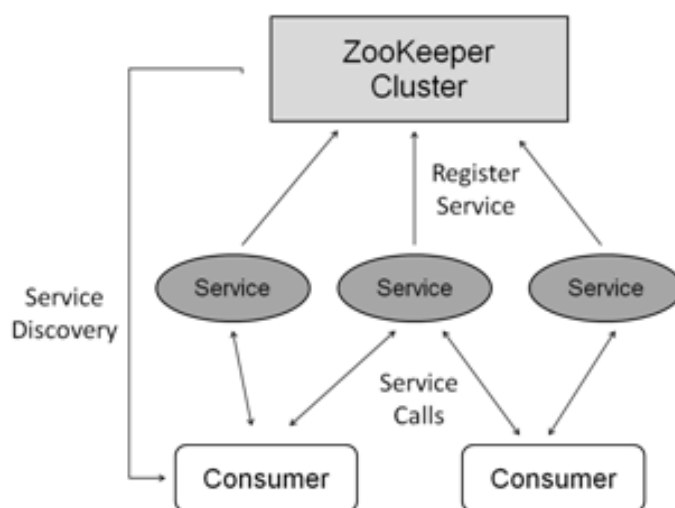 ZooKeeper
Cluster
Register
Service
Service
Service
Service
Service
Discovery
Service
Calls
Consumer
Consumer